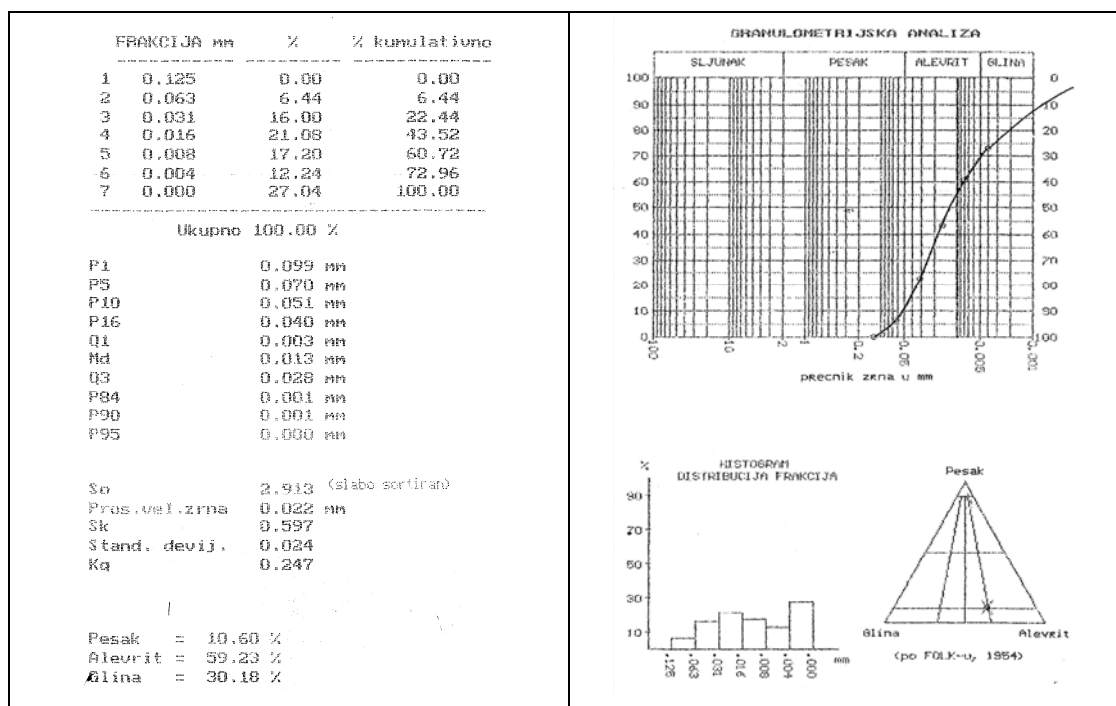 FRAKCIJA mm % % kumulativno
1 0.125 0.00 0.00
2 0.063 6.44 6.44
3 0.031 16.00 22.44
4 0.016 21.08 43.52
5 0.008 17.20 60.72
6 0.004 12.24 72.96
7 0.000 27.04 100.00
Ukupno 100.00 %
P1 0.099 mm
P5 0.070 mm
P10 0.051 mm
P16 0.040 mm
Q1 0.003 mm
Md 0.013 mm
Q3 0.028 mm
P84 0.001 mm
P90 0.001 mm
P95 0.000 mm
So 2.913 (slabo sortiran)
Pros.vel.zrna 0.022 mm
Sk 0.597
Stand. devij. 0.024
Kq 0.247
Pesak = 10.60 %
Alevrit = 59.23 %
Glina = 30.18 %
GRANULOMETRIJSKA ANALIZA
SLJUNAK PESAK ALEVRIT GLINA
100 0
90 10
80 20
70 30
60 40
50 50
40 60
30 70
20 80
10 90
0 100
100 10 2 1 0.2 0.06 0.005 0.001
precnik zrna u mm
HISTOGRAM
DISTRIBUCIJA FRAKCIJA
%
90
70
50
30
10
.125 .063 .031 .016 .008 .004 .000 mm
Pesak
Glina Alevrit
(po FOLK-u, 1954)